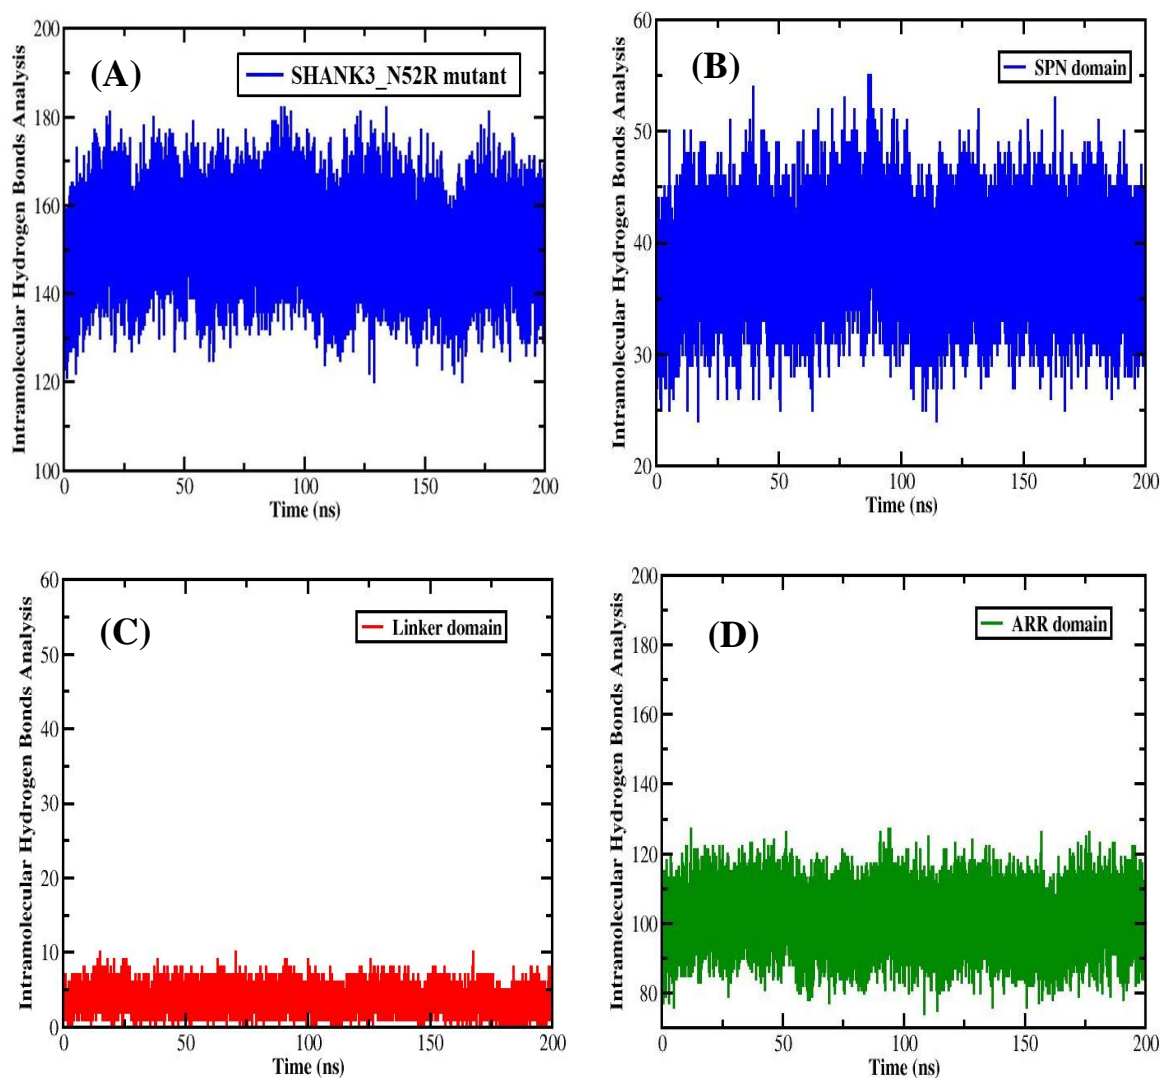 (A)
SHANK3_N52R mutant
Intramolecular Hydrogen Bonds Analysis
200
180
160
140
120
100
0
50
100
150
200
Time (ns)
(B)
SPN domain
Intramolecular Hydrogen Bonds Analysis
60
50
40
30
20
0
50
100
150
200
Time (ns)
(C)
Linker domain
Intramolecular Hydrogen Bonds Analysis
60
50
40
30
20
10
0
0
50
100
150
200
Time (ns)
(D)
ARR domain
Intramolecular Hydrogen Bonds Analysis
200
180
160
140
120
100
80
0
50
100
150
200
Time (ns)